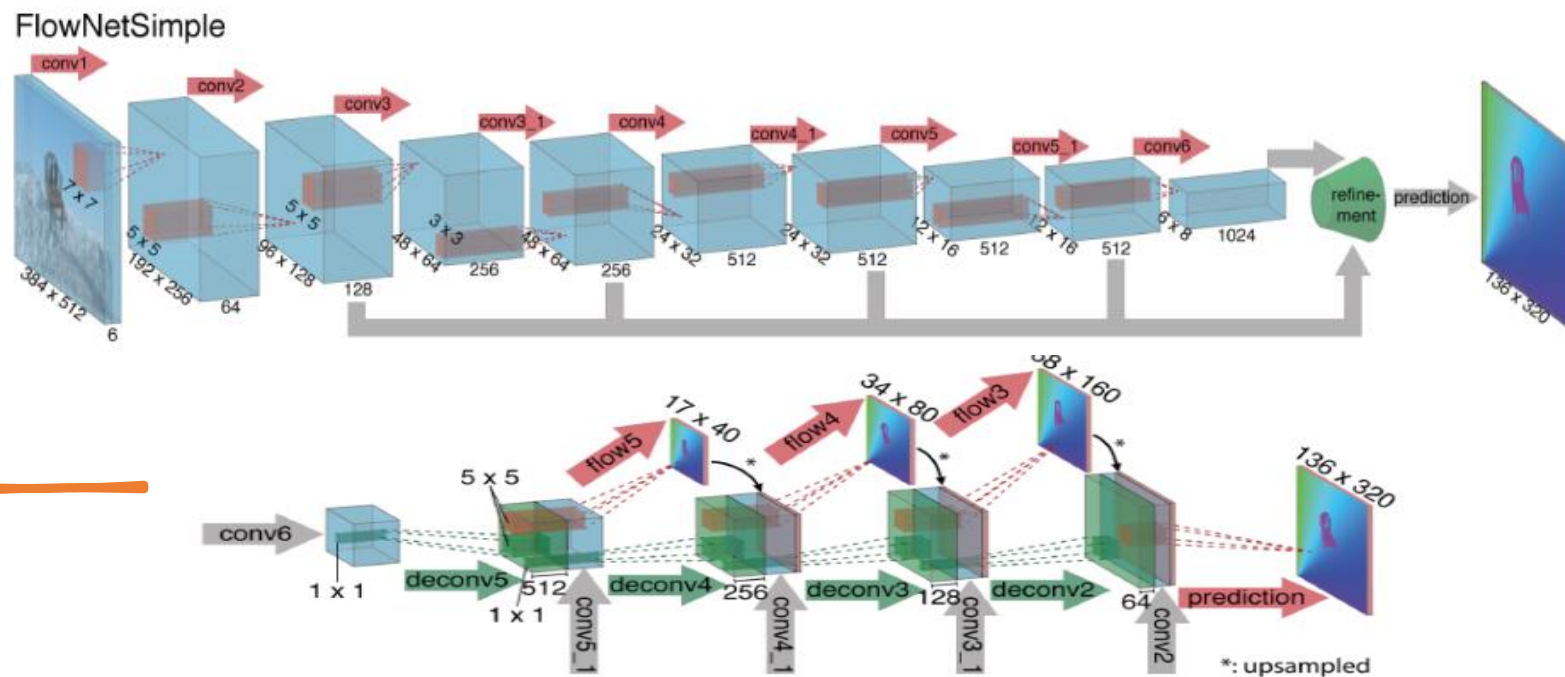 FlowNetSimple
conv1
conv2
conv3
conv3_1
conv4
conv4_1
conv5
conv5_1
conv6
7 x 7
5 x 5
5 x 5
3 x 3
384 x 512
192 x 256
96 x 128
48 x 64
48 x 64
24 x 32
24 x 32
12 x 16
12 x 16
6 x 8
6
64
128
256
256
512
512
512
512
1024
refine-
ment
prediction
136 x 320
flow5
17 x 40
flow4
34 x 80
flow3
x 160
136 x 320
5 x 5
conv6
1 x 1
deconv5
512
1 x 1
conv5_1
deconv4
256
conv4_1
deconv3
128
conv3_1
deconv2
64
conv2
prediction
*
*
*
*: upsampled